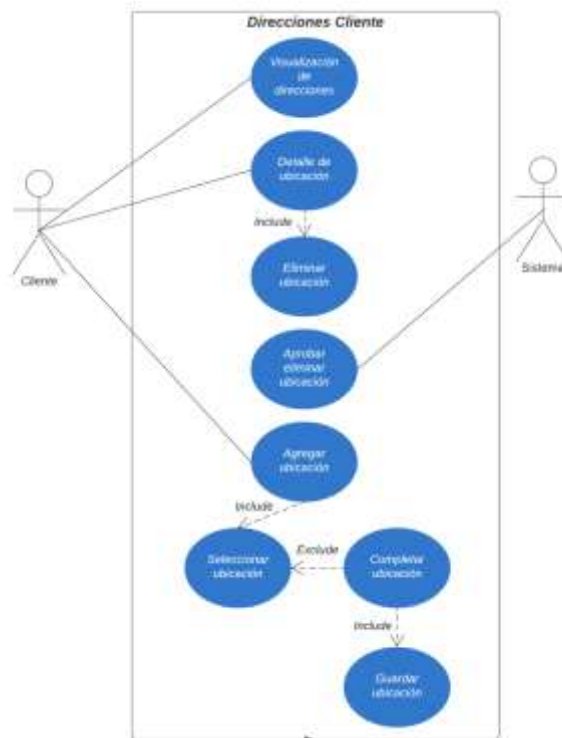 Direcciones Cliente
Visualización
de
direcciones
Detalle de
ubicación
Include
Eliminar
ubicación
Cliente
Sistema
Aprobar
eliminar
ubicación
Agregar
ubicación
Include
Seleccionar
ubicación
Exclude
Completar
ubicación
Include
Guardar
ubicación